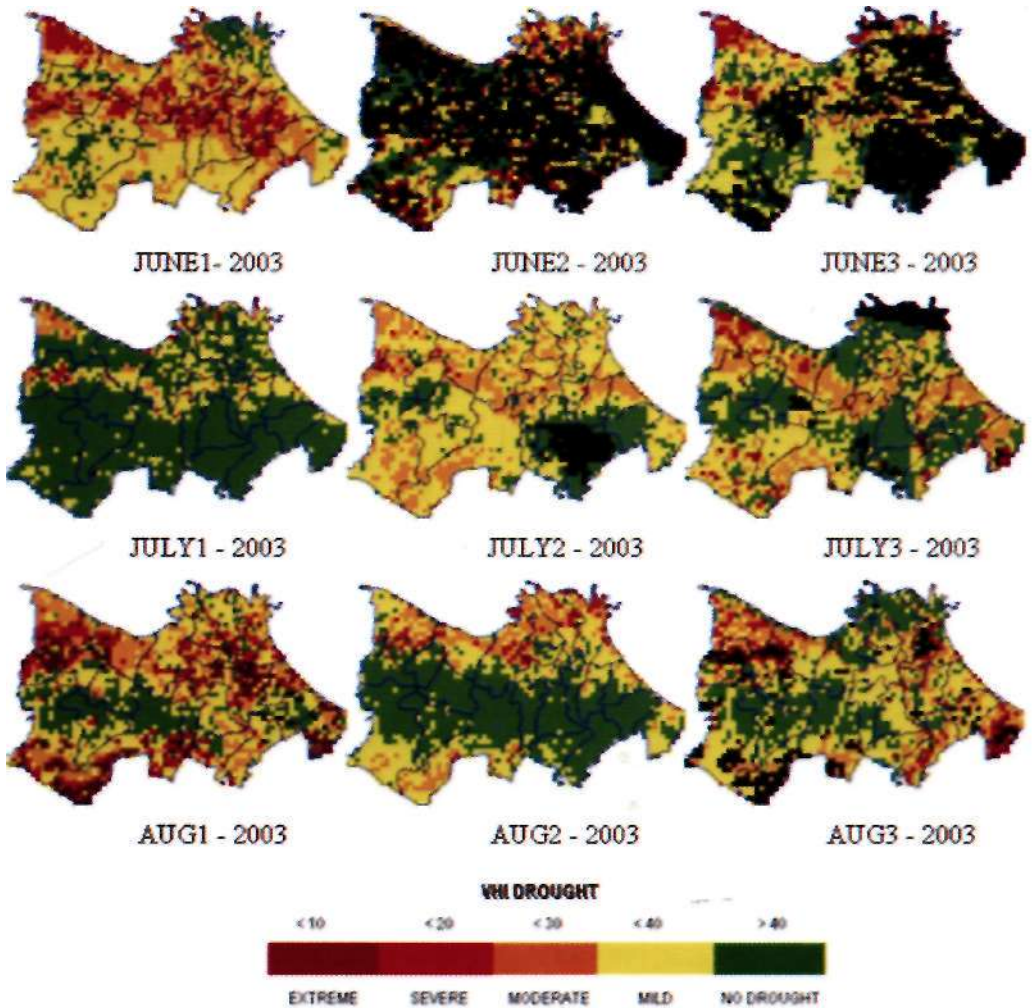 JUNE1- 2003 JUNE2 - 2003 JUNE3 - 2003
JULY1 - 2003 JULY2 - 2003 JULY3 - 2003
AUG1 - 2003 AUG2 - 2003 AUG3 - 2003
VHI DROUGHT
<10 <20 <30 <40 >40
EXTREME SEVERE MODERATE MILD NO DROUGHT